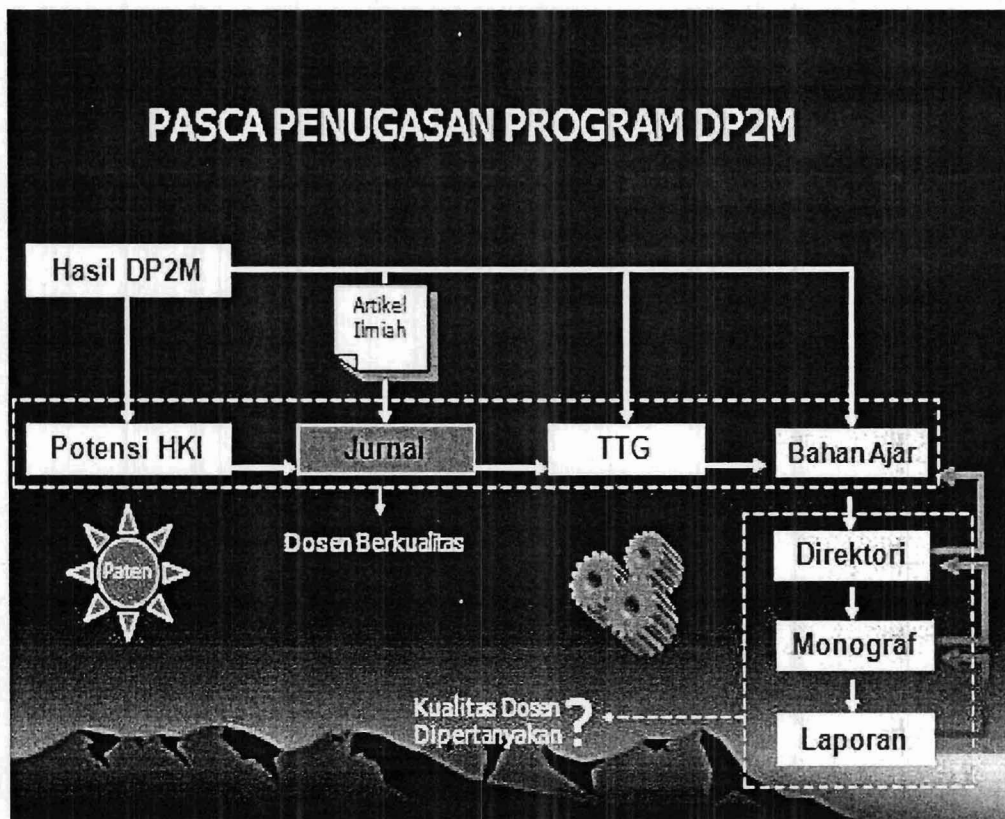 PASCA PENUGASAN PROGRAM DP2M
Hasil DP2M
Artikel
Ilmiah
Potensi HKI
Jurnal
TTG
Bahan Ajar
Dosen Berkualitas
Paten
Direktori
Monograf
Kualitas Dosen
Dipertanyakan ?
Laporan